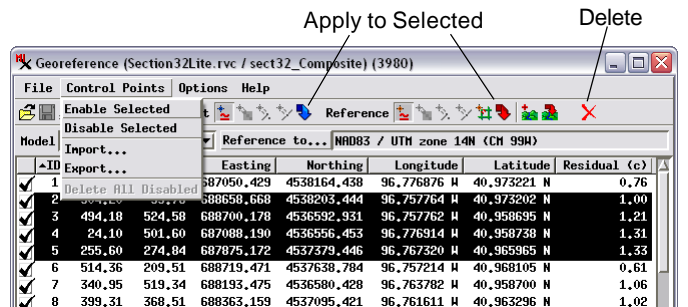 Apply to Selected Delete
Georeference (Section32Lite.rvc / sect32_Composite) (3980)
File Control Points Options Help
Enable Selected t Reference
Disable Selected
Model Reference to... NAD83 / UTM zone 14N (CM 99W)
Import...
ID Easting Northing Longitude Latitude Residual (c)
Export...
1 687050.429 4538164.438 96.776876 W 40.973221 N 0.76
Delete All Disabled
2 688658.668 4538203.444 96.757764 W 40.973202 N 1.00
3 494.18 524.58 688700.178 4536592.931 96.757762 W 40.958695 N 1.21
4 24.10 501.60 687088.190 4536556.453 96.776914 W 40.958738 N 1.31
5 255.60 274.84 687875.172 4537379.446 96.767320 W 40.965965 N 1.33
6 514.36 209.51 688719.471 4537638.784 96.757214 W 40.968105 N 0.61
7 340.95 519.34 688193.475 4536580.428 96.763782 W 40.958700 N 1.06
8 399.31 368.51 688363.159 4537095.421 96.761611 W 40.963296 N 1.02